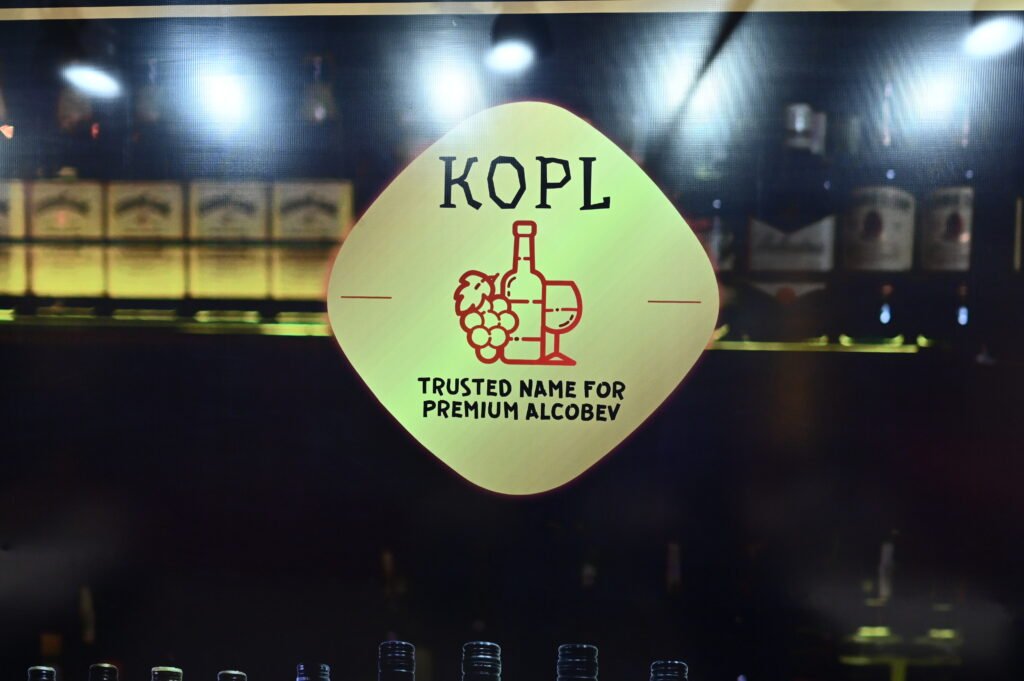 KOPL
TRUSTED NAME FOR
PREMIUM ALCOBEV